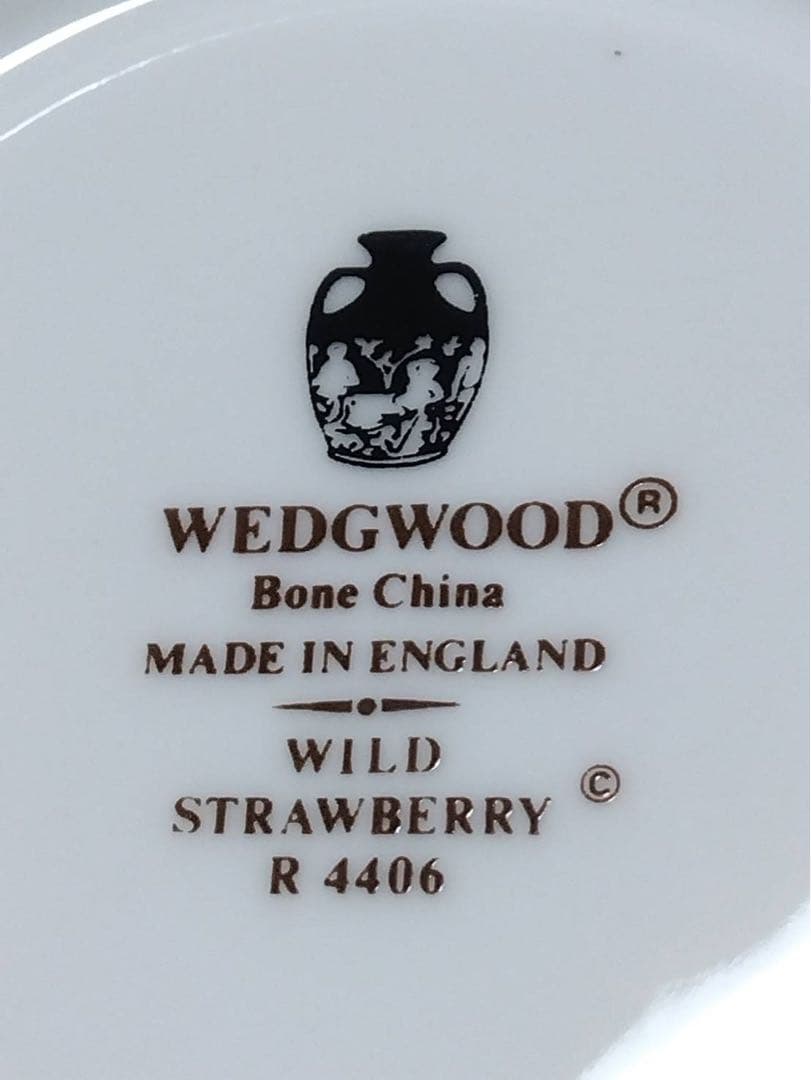 WEDGWOOD®
Bone China
MADE IN ENGLAND
WILD
STRAWBERRY ©
R 4406